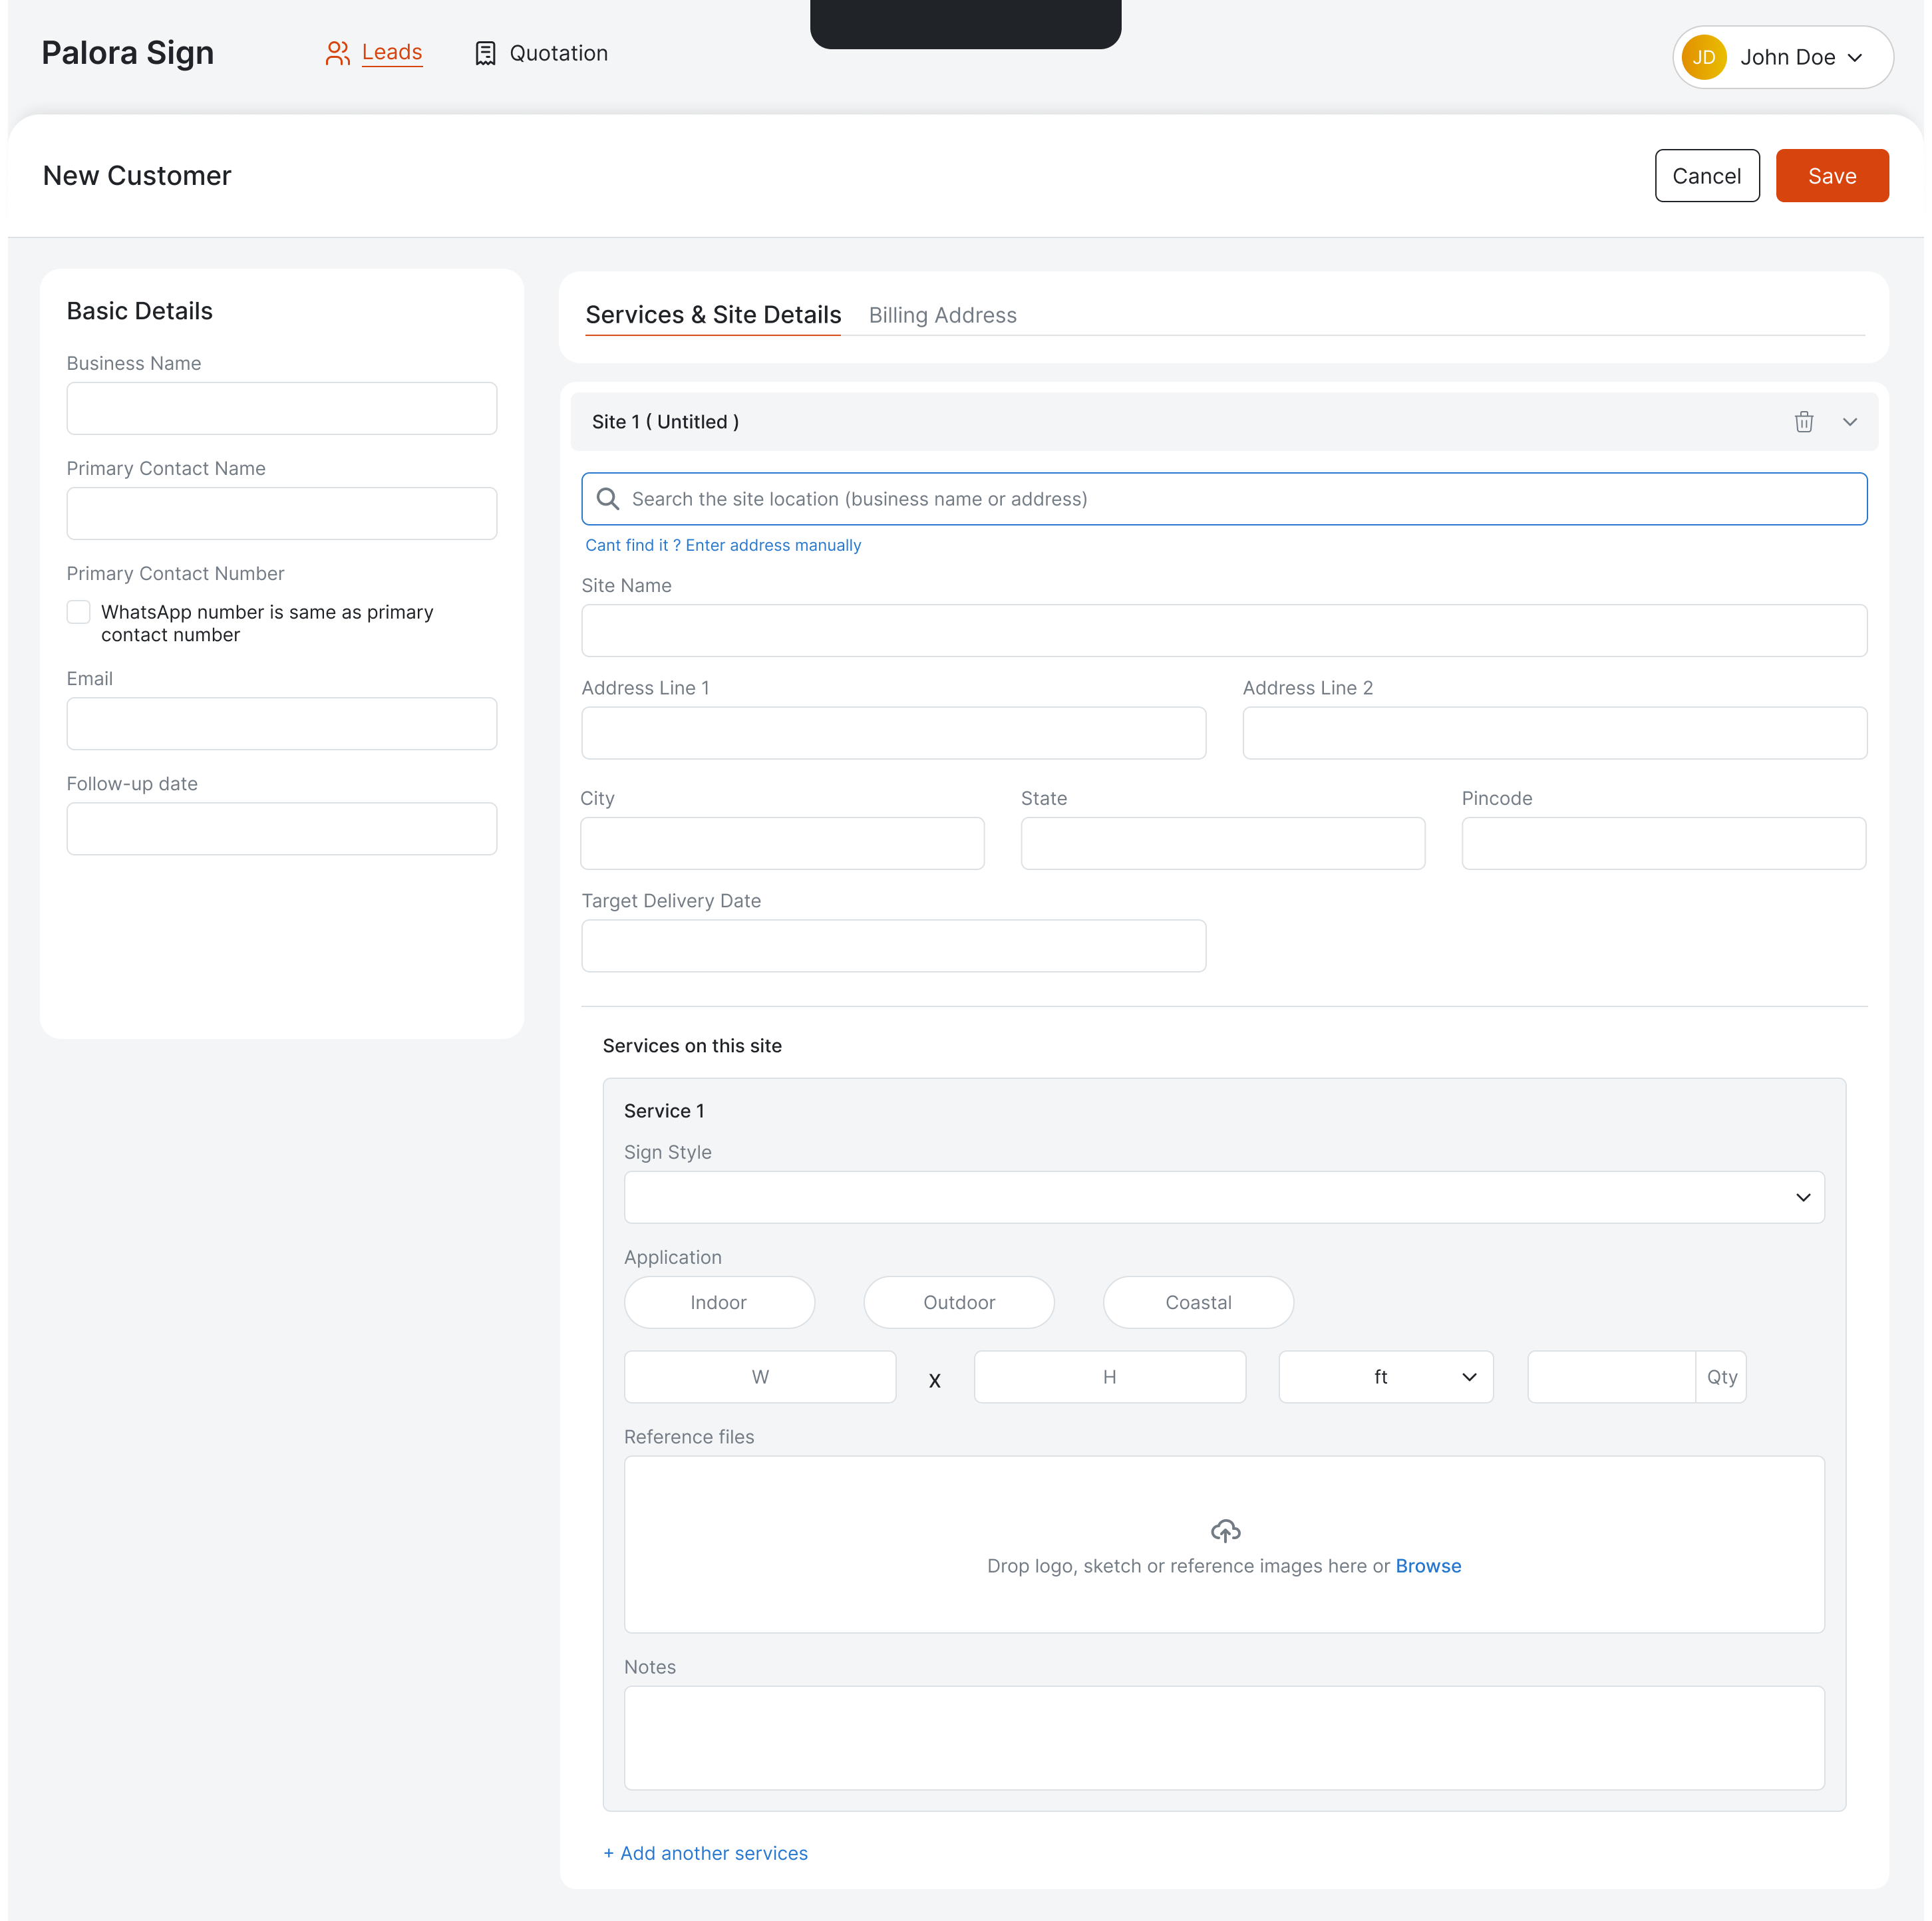 Palora Sign
Leads
Quotation
JD
John Doe
New Customer
Cancel
Save
Basic Details
Business Name
Primary Contact Name
Primary Contact Number
WhatsApp number is same as primary
contact number
Email
Follow-up date
Services & Site Details
Billing Address
Site 1 ( Untitled )
Search the site location (business name or address)
Cant find it ? Enter address manually
Site Name
Address Line 1
Address Line 2
City
State
Pincode
Target Delivery Date
Services on this site
Service 1
Sign Style
Application
Indoor
Outdoor
Coastal
W
x
H
ft
Qty
Reference files
Drop logo, sketch or reference images here or Browse
Notes
+ Add another services